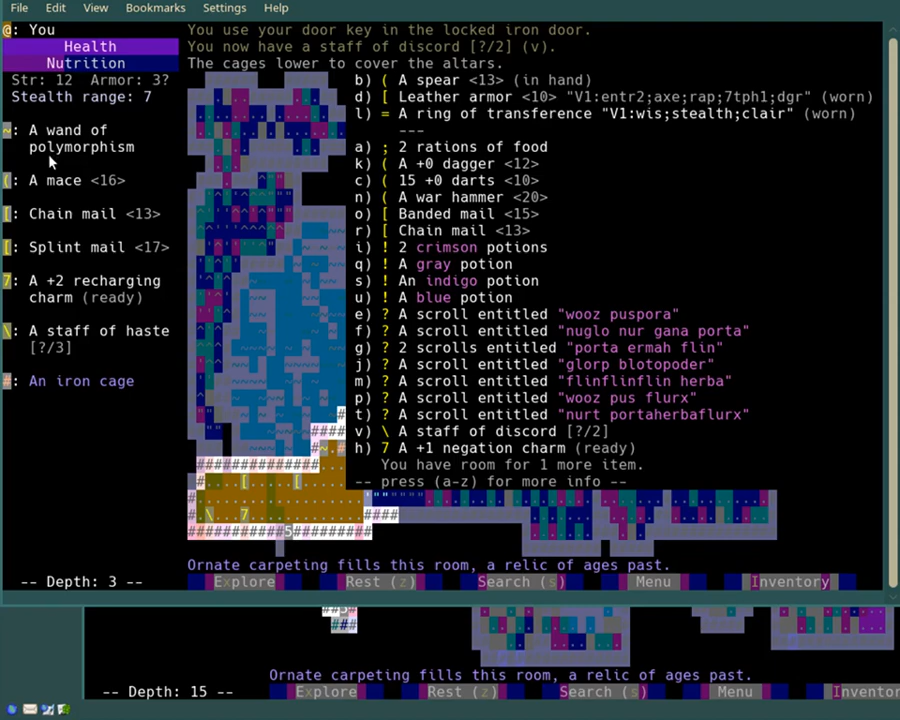 File Edit View Bookmarks Settings Help
@: You
Health
Nutrition
Str: 12 Armor: 3?
Stealth range: 7
~: A wand of
polymorphism
(: A mace <16>
[: Chain mail <13>
[: Splint mail <17>
7: A +2 recharging
charm (ready)
\: A staff of haste
[?/3]
#: An iron cage
You use your door key in the locked iron door.
You now have a staff of discord [?/2] (v).
The cages lower to cover the altars.
b) ( A spear <13> (in hand)
d) [ Leather armor <10> "V1:entr2;axe;rap;7tph1;dgr" (worn)
l) = A ring of transference "V1:wis;stealth;clair" (worn)
---
a) ; 2 rations of food
k) ( A +0 dagger <12>
c) ( 15 +0 darts <10>
n) ( A war hammer <20>
o) [ Banded mail <15>
r) [ Chain mail <13>
i) ! 2 crimson potions
q) ! A gray potion
s) ! An indigo potion
u) ! A blue potion
e) ? A scroll entitled "wooz puspora"
f) ? A scroll entitled "nuglo nur gana porta"
g) ? 2 scrolls entitled "porta ermah flin"
j) ? A scroll entitled "glorp blotopoder"
m) ? A scroll entitled "flinflinflin herba"
p) ? A scroll entitled "wooz pus flurx"
t) ? A scroll entitled "nurt portaherbaflurx"
v) \ A staff of discord [?/2]
h) 7 A +1 negation charm (ready)
You have room for 1 more item.
-- press (a-z) for more info --
Ornate carpeting fills this room, a relic of ages past.
-- Depth: 3 -- Explore Rest (z) Search (s) Menu Inventory
Ornate carpeting fills this room, a relic of ages past.
-- Depth: 15 -- Explore Rest (z) Search (s) Menu Inventor